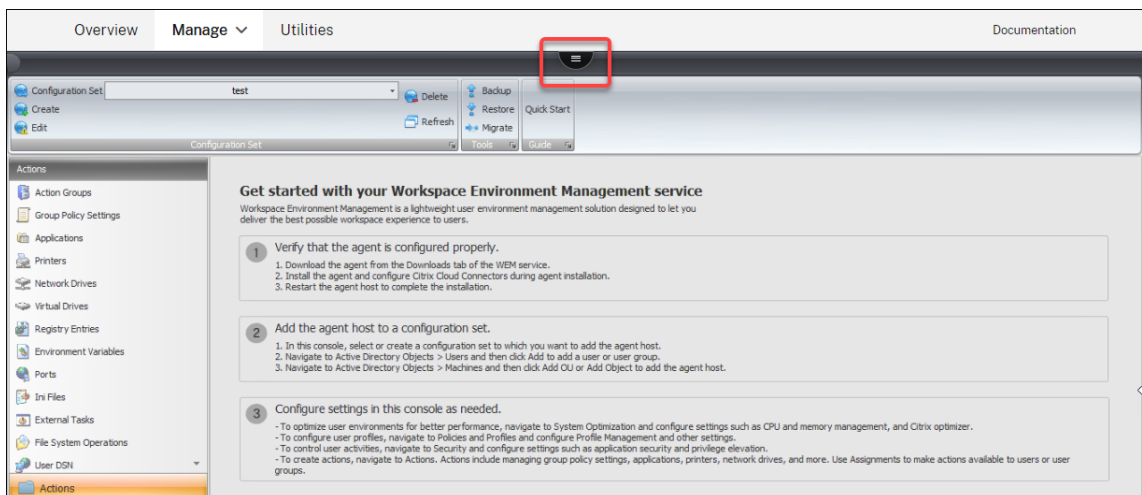 Overview Manage Utilities Documentation
Configuration Set test Delete Backup
Create Restore Quick Start
Edit Refresh Migrate
Configuration Set Tools Guide
Actions
Action Groups
Group Policy Settings
Applications
Printers
Network Drives
Virtual Drives
Registry Entries
Environment Variables
Ports
Ini Files
External Tasks
File System Operations
User DSN
Actions
Get started with your Workspace Environment Management service
Workspace Environment Management is a lightweight user environment management solution designed to let you
deliver the best possible workspace experience to users.
1 Verify that the agent is configured properly.
1. Download the agent from the Downloads tab of the WEM service.
2. Install the agent and configure Citrix Cloud Connectors during agent installation.
3. Restart the agent host to complete the installation.
2 Add the agent host to a configuration set.
1. In this console, select or create a configuration set to which you want to add the agent host.
2. Navigate to Active Directory Objects > Users and then click Add to add a user or user group.
3. Navigate to Active Directory Objects > Machines and then click Add OU or Add Object to add the agent host.
3 Configure settings in this console as needed.
- To optimize user environments for better performance, navigate to System Optimization and configure settings such as CPU and memory management, and Citrix optimizer.
- To configure user profiles, navigate to Policies and Profiles and configure Profile Management and other settings.
- To control user activities, navigate to Security and configure settings such as application security and privilege elevation.
- To create actions, navigate to Actions. Actions include managing group policy settings, applications, printers, network drives, and more. Use Assignments to make actions available to users or user
groups.